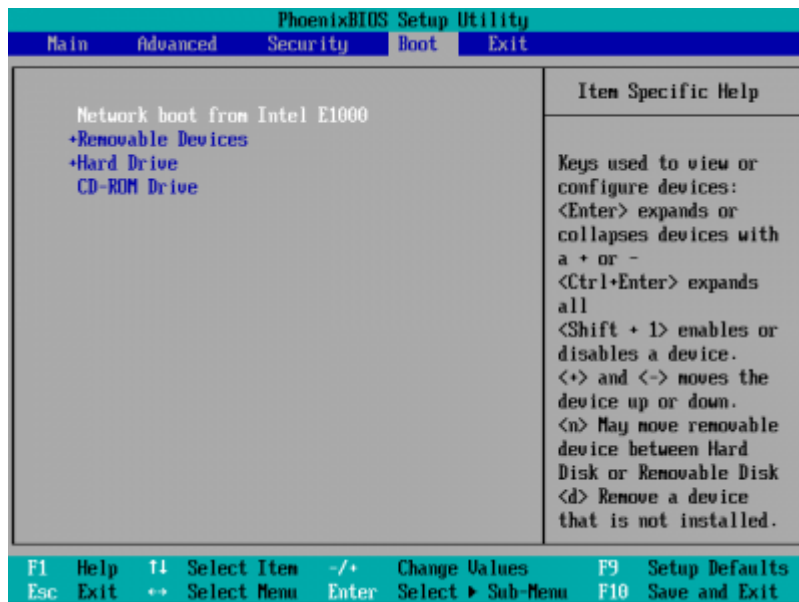 PhoenixBIOS Setup Utility
Main Advanced Security Boot Exit
Network boot from Intel E1000
+Removable Devices
+Hard Drive
CD-ROM Drive
Item Specific Help
Keys used to view or
configure devices:
<Enter> expands or
collapses devices with
a + or -
<Ctrl+Enter> expands
all
<Shift + 1> enables or
disables a device.
<+> and <-> moves the
device up or down.
<n> May move removable
device between Hard
Disk or Removable Disk
<d> Remove a device
that is not installed.
F1 Help ↑↓ Select Item -/+ Change Values F9 Setup Defaults
Esc Exit ↔ Select Menu Enter Select ▶ Sub-Menu F10 Save and Exit